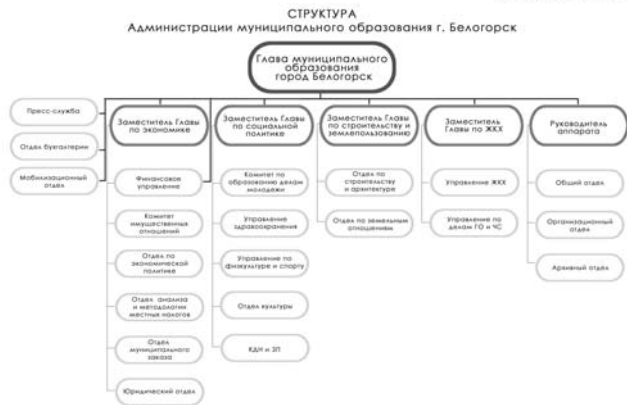 СТРУКТУРА
Администрации муниципального образования г. Белогорск
Глава муниципального
образования
город Белогорск
Пресс-служба
Отдел бухгалтерии
Мобилизационный
отдел
Заместитель Главы
по экономике
Финансовое
управление
Комитет
имущественных
отношений
Отдел по
экономической
политике
Отдел анализа
и методологии
местных налогов
Отдел
муниципального
заказа
Юридический отдел
Заместитель Главы
по социальной
политике
Комитет по
образованию делам
молодежи
Управление
здравоохранения
Управление по
физкультуре и спорту
Отдел культуры
КДН и ЗП
Заместитель Главы
по строительству и
землепользованию
Отдел по
строительству
и архитектуре
Отдел по земельным
отношениям
Заместитель
Главы по ЖКХ
Управление ЖКХ
Управление по
делам ГО и ЧС
Руководитель
аппарата
Общий отдел
Организационный
отдел
Архивный отдел